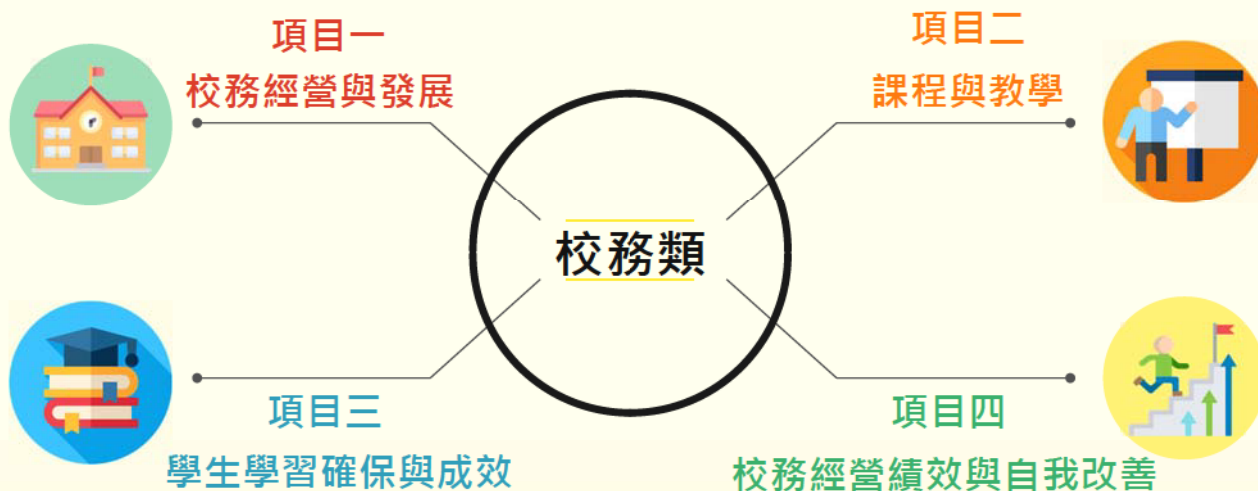 項目一
校務經營與發展
項目二
課程與教學
校務類
項目三
學生學習確保與成效
項目四
校務經營績效與自我改善